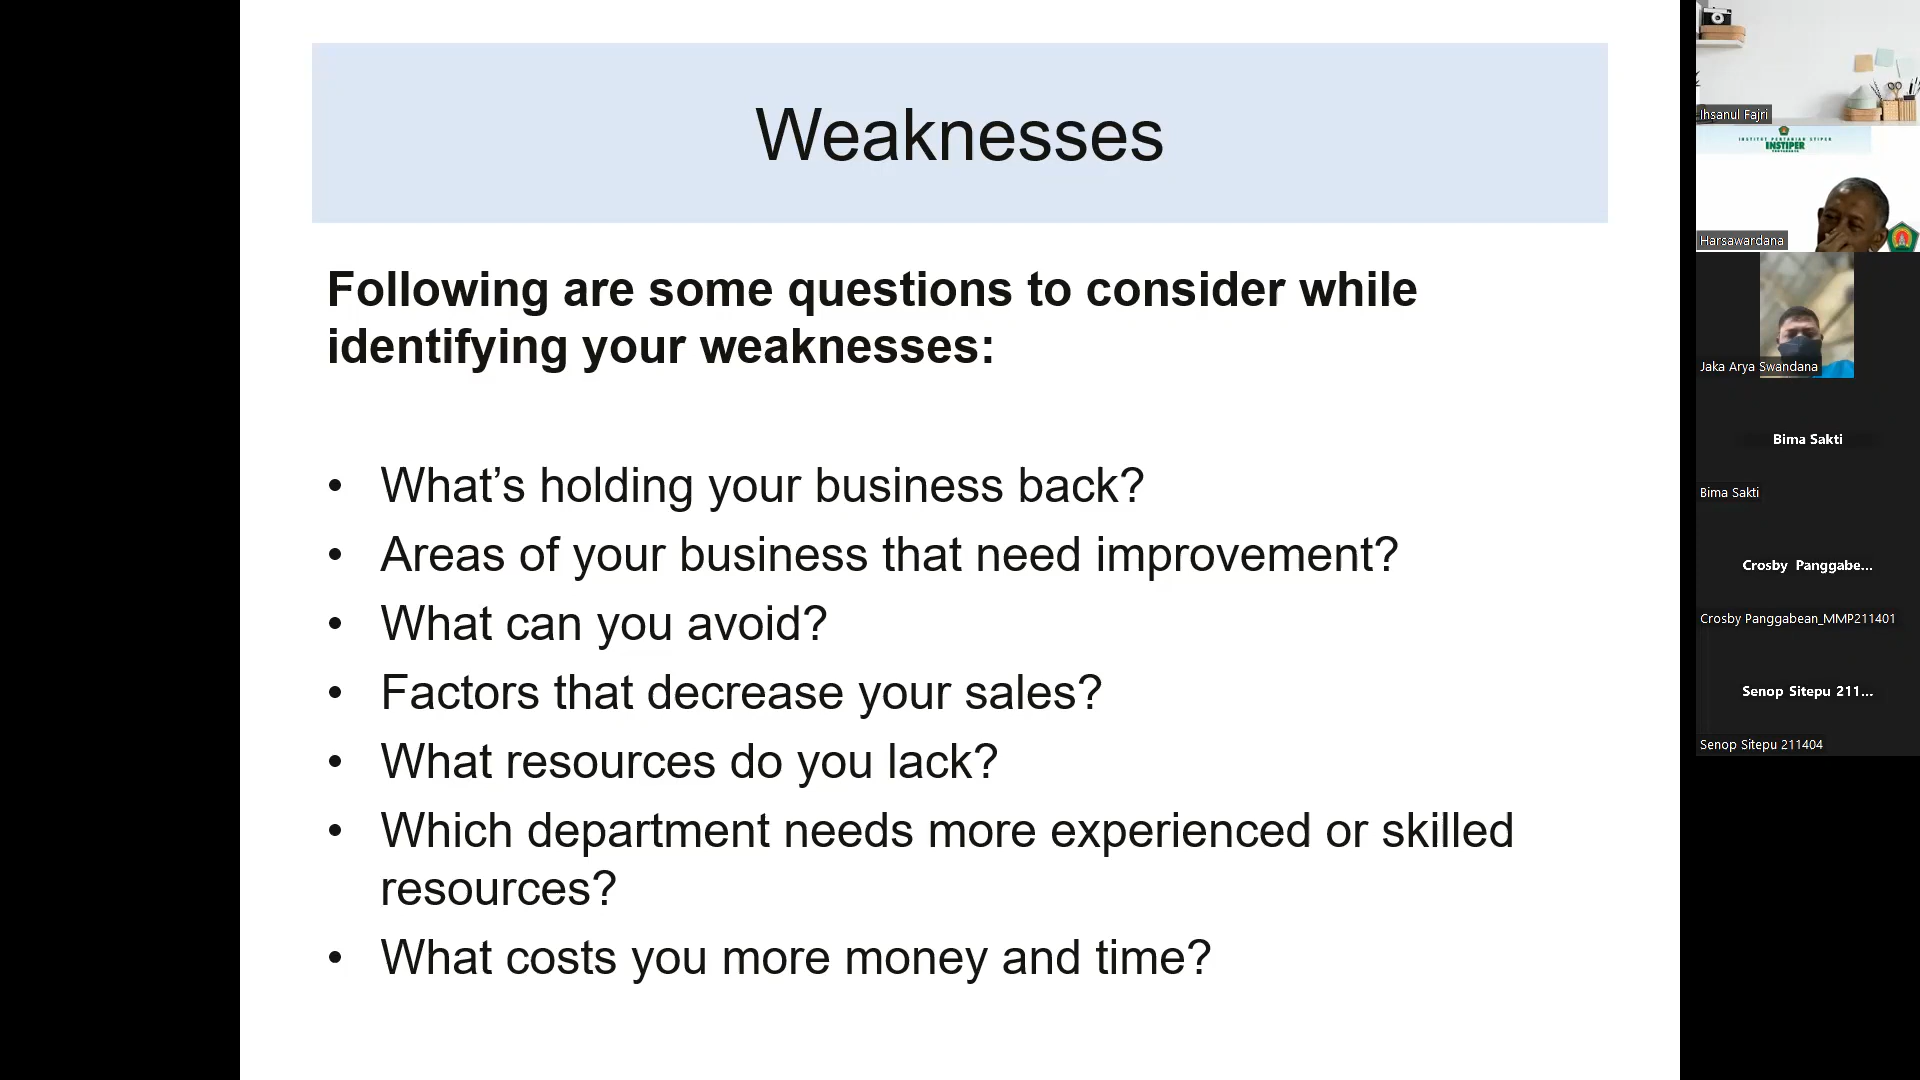 Weaknesses
Following are some questions to consider while
identifying your weaknesses:
• What’s holding your business back?
• Areas of your business that need improvement?
• What can you avoid?
• Factors that decrease your sales?
• What resources do you lack?
• Which department needs more experienced or skilled
resources?
• What costs you more money and time?
Ihsanul Fajri
INSTITUT PERTANIAN STIPER
INSTIPER
Harsawardana
Jaka Arya Swandana
Bima Sakti
Bima Sakti
Crosby Panggabe...
Crosby Panggabean_MMP211401
Senop Sitepu 211...
Senop Sitepu 211404